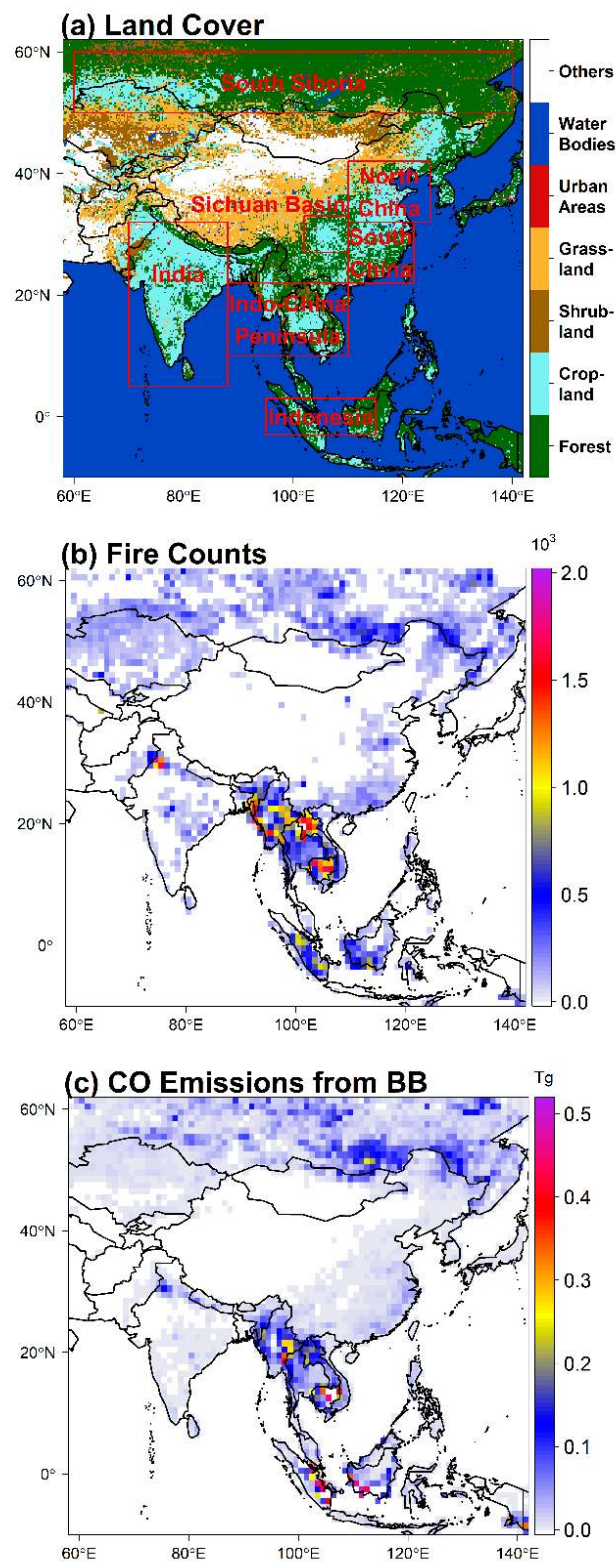 (a) Land Cover
60°N
40°N
20°N
0°
60°E
80°E
100°E
120°E
140°E
South Siberia
North
China
Sichuan Basin
South
China
India
Indo-China
Peninsula
Indonesia
Others
Water
Bodies
Urban
Areas
Grass-
land
Shrub-
land
Crop-
land
Forest
(b) Fire Counts
10³
60°N
40°N
20°N
0°
60°E
80°E
100°E
120°E
140°E
2.0
1.5
1.0
0.5
0.0
(c) CO Emissions from BB
Tg
60°N
40°N
20°N
0°
60°E
80°E
100°E
120°E
140°E
0.5
0.4
0.3
0.2
0.1
0.0